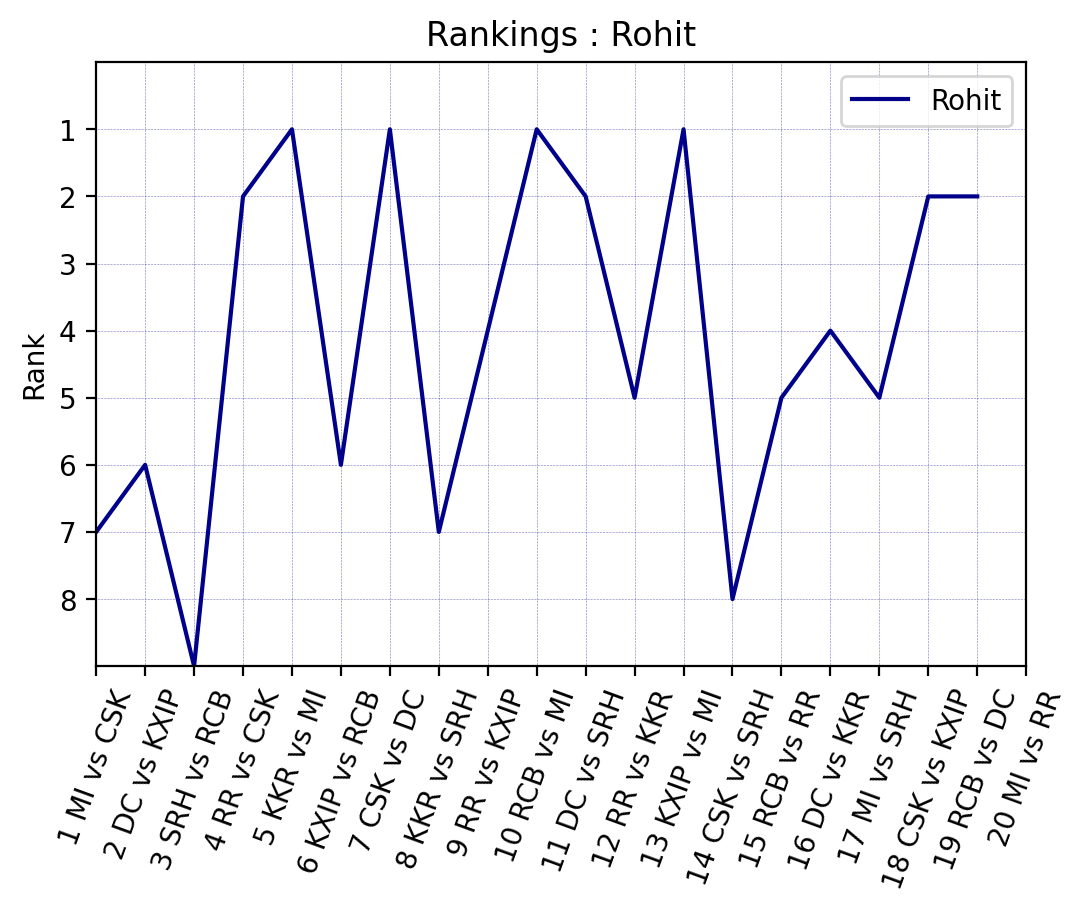 Rankings : Rohit
Rohit
Rank
1
2
3
4
5
6
7
8
1 MI vs CSK
2 DC vs KXIP
3 SRH vs RCB
4 RR vs CSK
5 KKR vs MI
6 KXIP vs RCB
7 CSK vs DC
8 KKR vs SRH
9 RR vs KXIP
10 RCB vs MI
11 DC vs SRH
12 RR vs KKR
13 KXIP vs MI
14 CSK vs SRH
15 RCB vs RR
16 DC vs KKR
17 MI vs SRH
18 CSK vs KXIP
19 RCB vs DC
20 MI vs RR